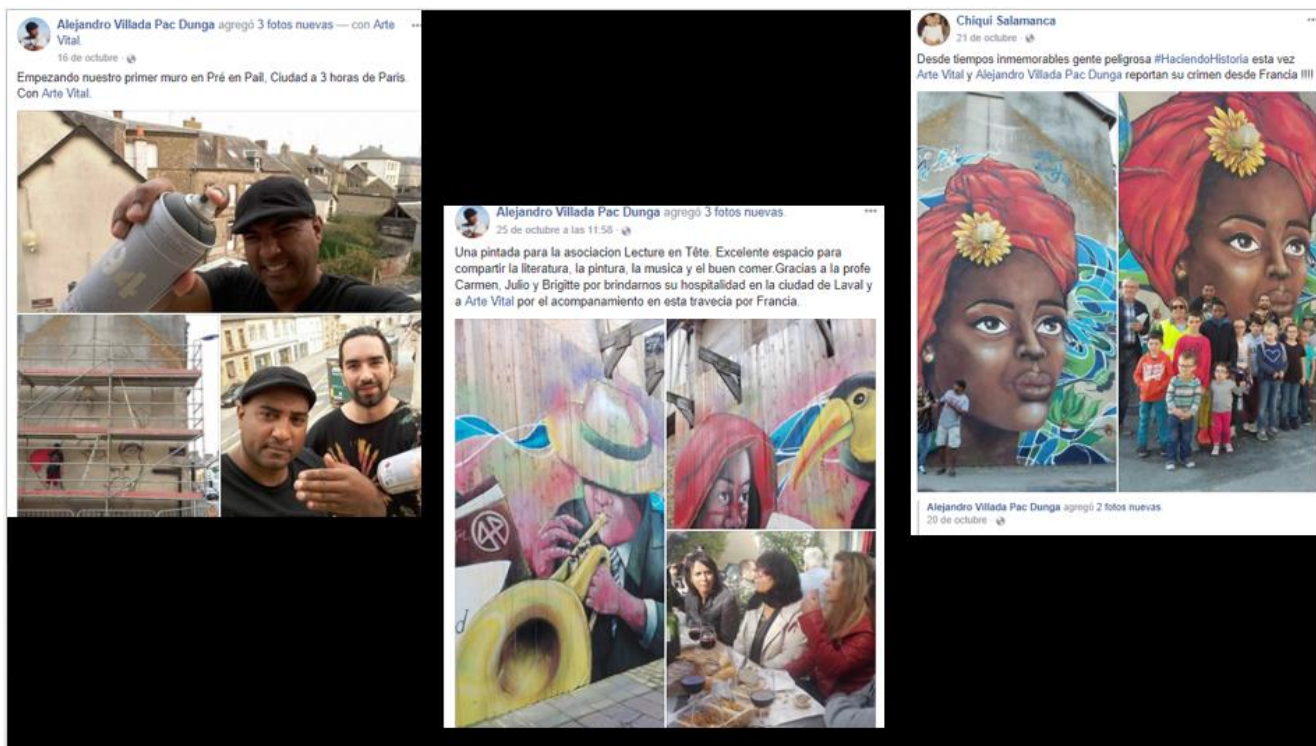 Alejandro Villada Pac Dunga agregó 3 fotos nuevas — con Arte
Vital.
16 de octubre
Empezando nuestro primer muro en Pré en Pail, Ciudad a 3 horas de Paris.
Con Arte Vital.
94
Alejandro Villada Pac Dunga agregó 3 fotos nuevas.
25 de octubre a las 11:58
Una pintada para la asociacion Lecture en Tête. Excelente espacio para
compartir la literatura, la pintura, la musica y el buen comer.Gracias a la profe
Carmen, Julio y Brigitte por brindarnos su hospitalidad en la ciudad de Laval y
a Arte Vital por el acompanamiento en esta travecia por Francia.
AP
d
Chiqui Salamanca
21 de octubre
Desde tiempos inmemorables gente peligrosa #HaciendoHistoria esta vez
Arte Vital y Alejandro Villada Pac Dunga reportan su crimen desde Francia !!!!
Alejandro Villada Pac Dunga agregó 2 fotos nuevas.
20 de octubre